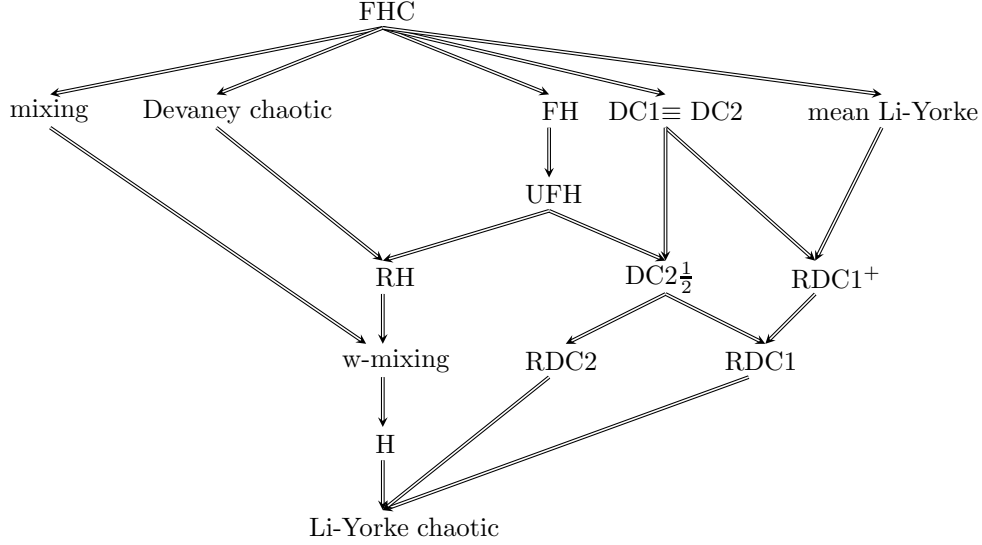 FHC
mixing Devaney chaotic FH DC1≡ DC2 mean Li-Yorke
UFH
RH DC2½ RDC1⁺
w-mixing RDC2 RDC1
H
Li-Yorke chaotic